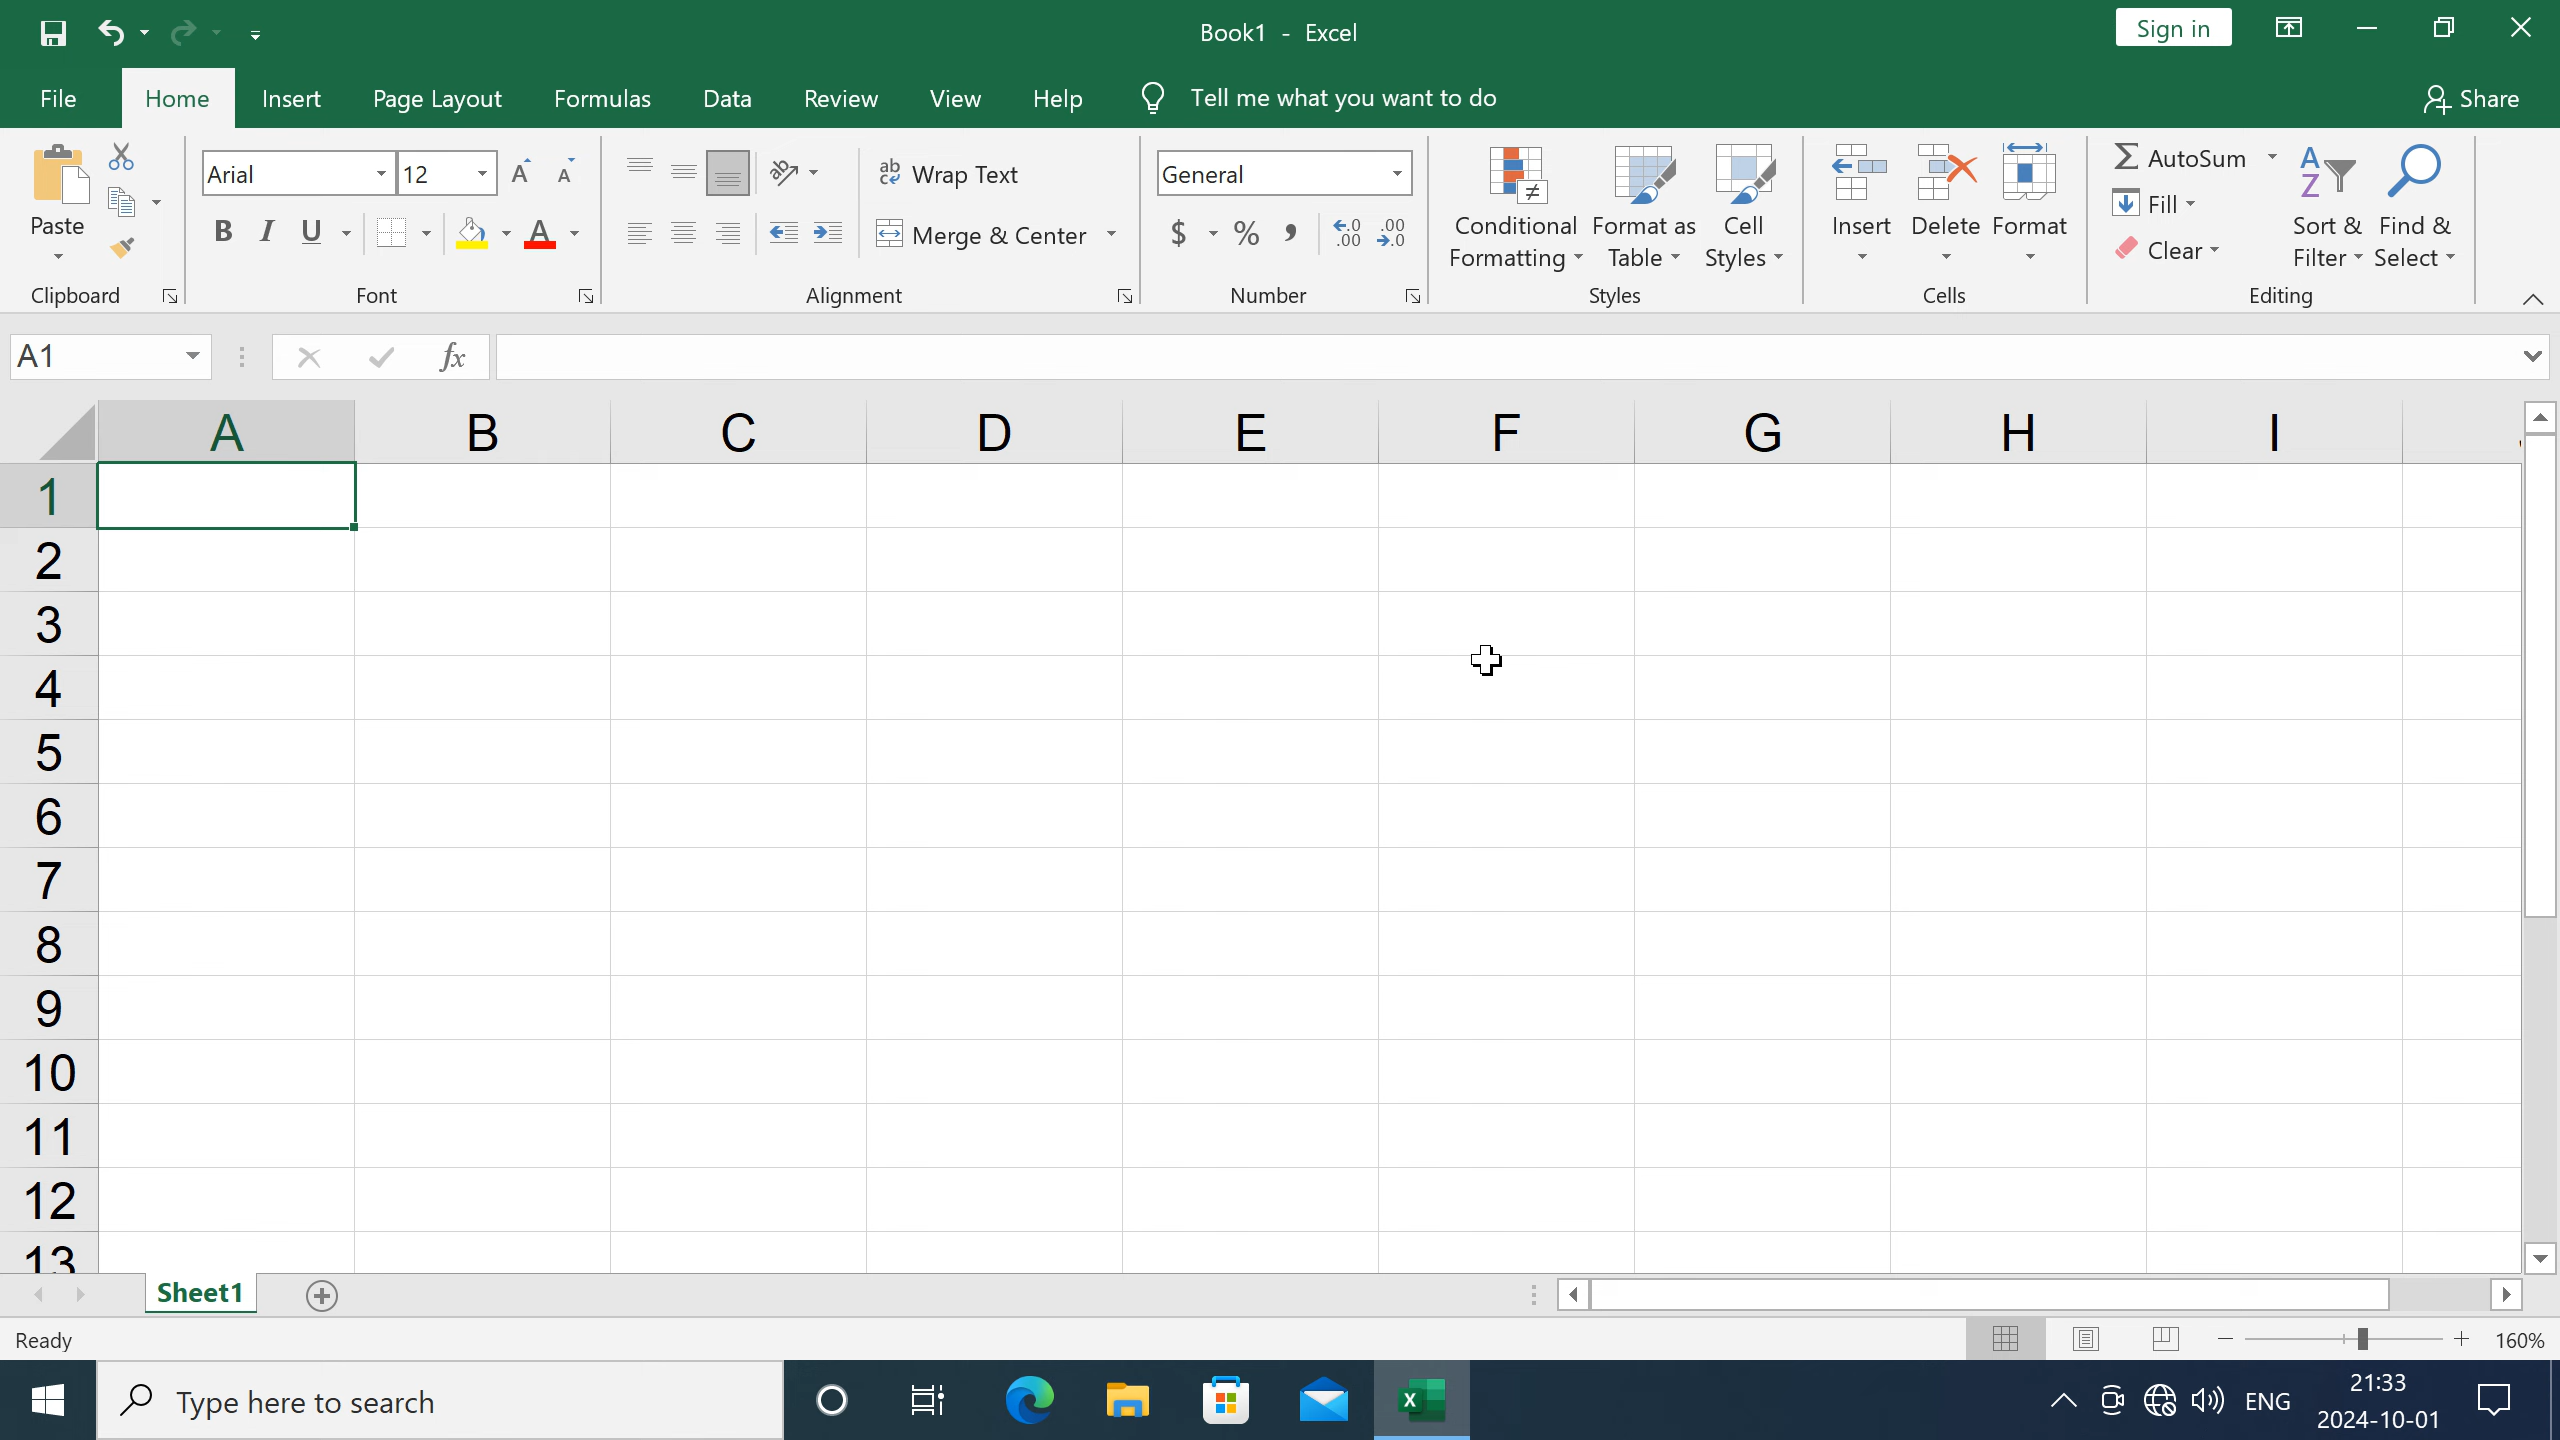 Book1 - Excel
Sign in
File Home Insert Page Layout Formulas Data Review View Help Tell me what you want to do Share
Paste
Clipboard
Arial 12
B I U A
Font
Wrap Text
Merge & Center
Alignment
General
$ % ,
Number
Conditional Formatting
Format as Table
Cell Styles
Styles
Insert Delete Format
Cells
AutoSum
Fill
Clear
Sort & Filter
Find & Select
Editing
A1 fx
A B C D E F G H I
1
2
3
4
5
6
7
8
9
10
11
12
13
Sheet1
Ready 160%
Type here to search ENG 21:33
2024-10-01